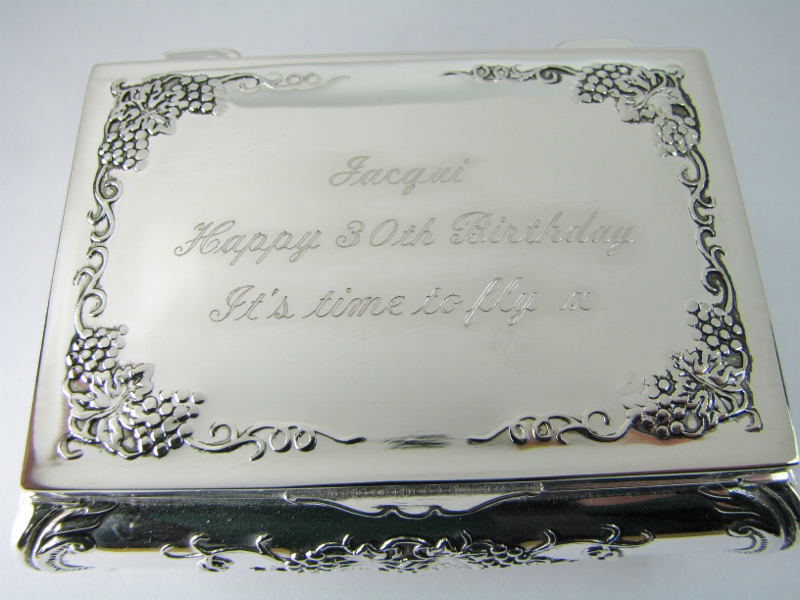 Jacqui
Happy 30th Birthday
It's time to fly x